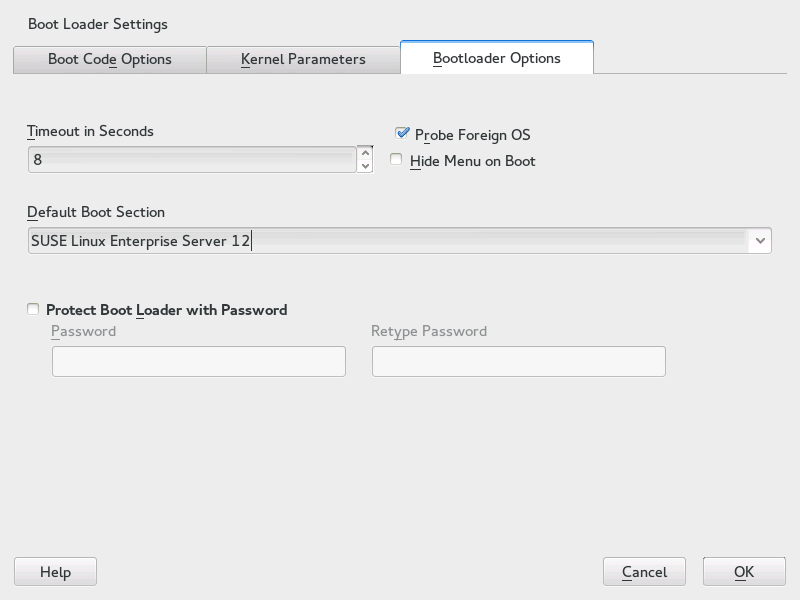 Boot Loader Settings
Boot Code Options Kernel Parameters Bootloader Options
Timeout in Seconds
8
Probe Foreign OS
Hide Menu on Boot
Default Boot Section
SUSE Linux Enterprise Server 12
Protect Boot Loader with Password
Password Retype Password
Help Cancel OK